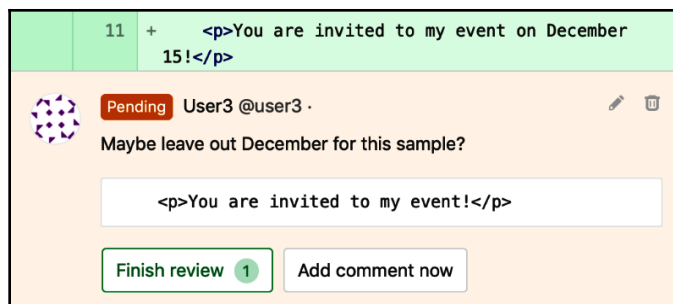 11 + <p>You are invited to my event on December
15!</p>
Pending User3 @user3 ·
Maybe leave out December for this sample?
<p>You are invited to my event!</p>
Finish review 1 Add comment now